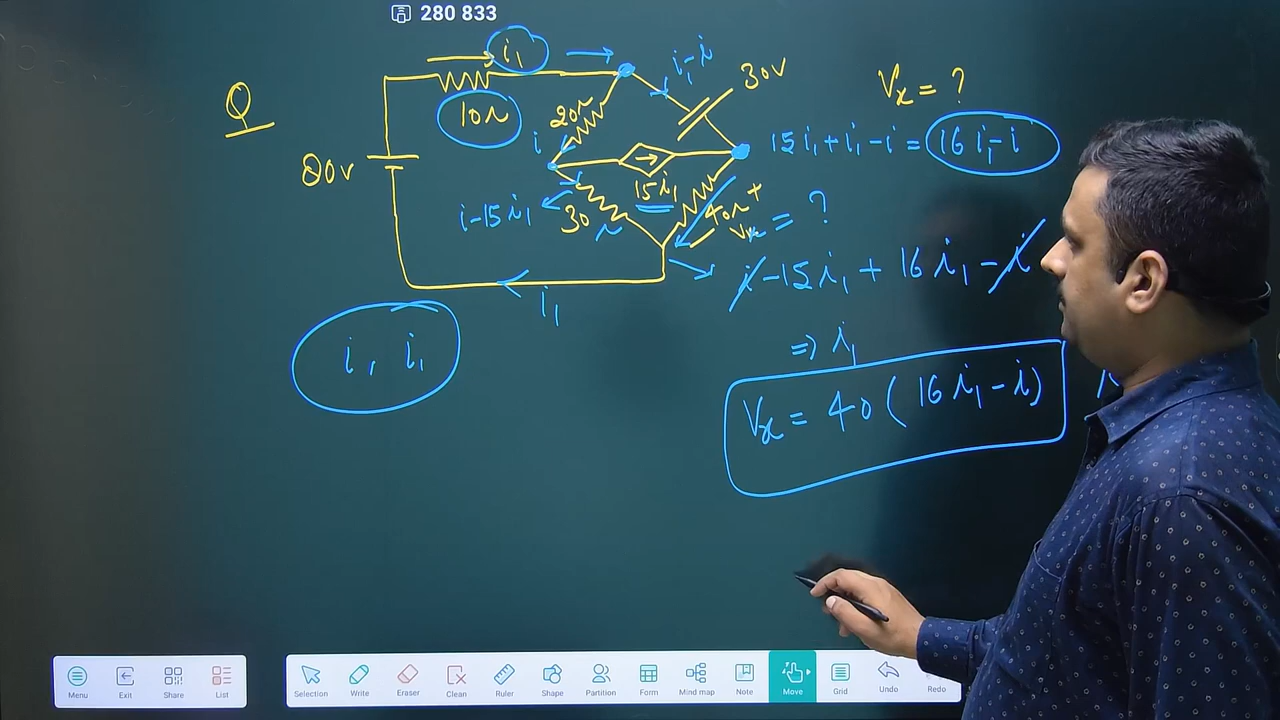 280 833
Q
i₁
i₁-i
30v
Vₓ = ?
10Ω
20Ω
80v
i
15i₁+i₁-i = 16i₁-i
i-15i₁
30Ω
15i₁
40Ω
+
Vₓ = ?
-
i-15i₁ + 16i₁-i
i₁
i, i₁
⇒ i₁
Vₓ = 40(16i₁-i)
Menu
Exit
Share
List
Selection
Write
Eraser
Clean
Ruler
Shape
Partition
Form
Mind map
Note
Move
Grid
Undo
Redo